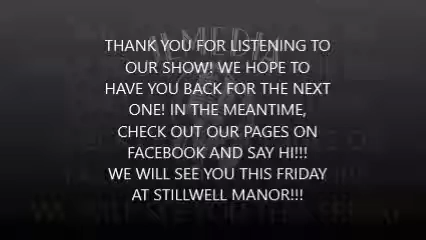 THANK YOU FOR LISTENING TO
OUR SHOW! WE HOPE TO
HAVE YOU BACK FOR THE NEXT
ONE! IN THE MEANTIME,
CHECK OUT OUR PAGES ON
FACEBOOK AND SAY HI!!!
WE WILL SEE YOU THIS FRIDAY
AT STILLWELL MANOR!!!